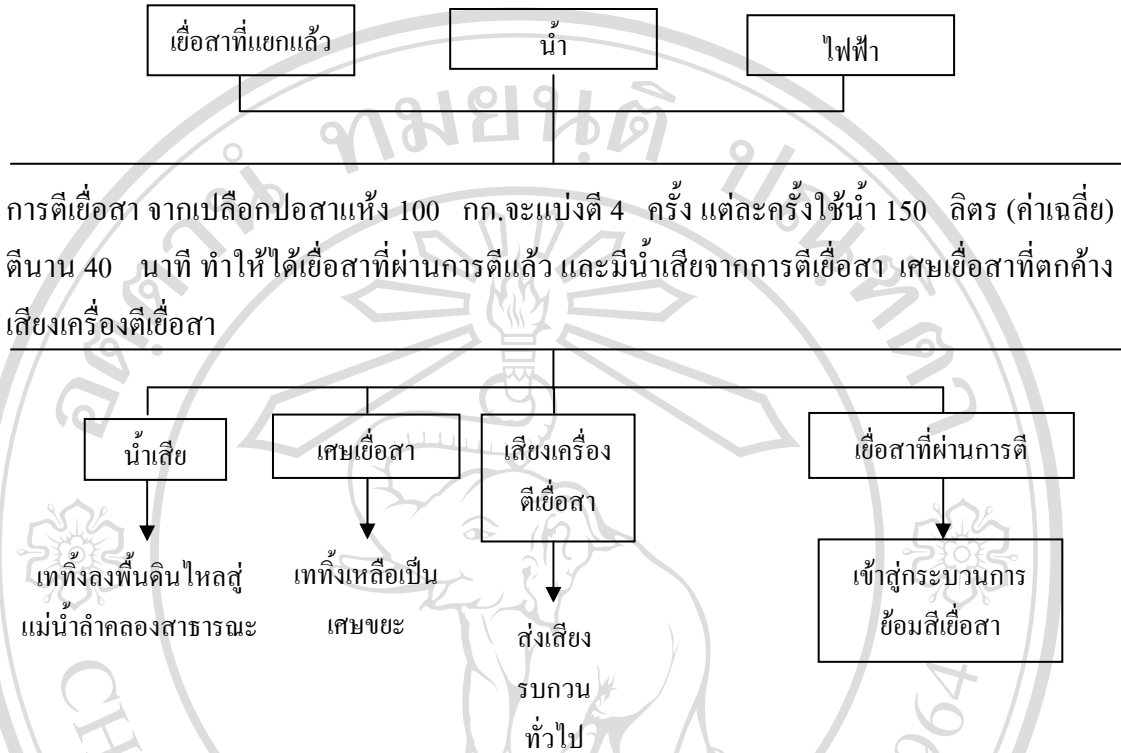 เยื่อสาที่แยกแล้ว
น้ำ
ไฟฟ้า
การตีเยื่อสา จากเปลือกปอสาแห้ง 100 กก.จะแบ่งตี 4 ครั้ง แต่ละครั้งใช้น้ำ 150 ลิตร (ค่าเฉลี่ย)
ตีนาน 40 นาที ทำให้ได้เยื่อสาที่ผ่านการตีแล้ว และมีน้ำเสียจากการตีเยื่อสา เศษเยื่อสาที่ตกค้าง
เสียงเครื่องตีเยื่อสา
น้ำเสีย
เศษเยื่อสา
เสียงเครื่อง
ตีเยื่อสา
เยื่อสาที่ผ่านการตี
เททิ้งลงพื้นดินไหลสู่
แม่น้ำลำคลองสาธารณะ
เททิ้งเหลือเป็น
เศษขยะ
ส่งเสียง
รบกวน
ทั่วไป
เข้าสู่กระบวนการ
ย้อมสีเยื่อสา
CH
964